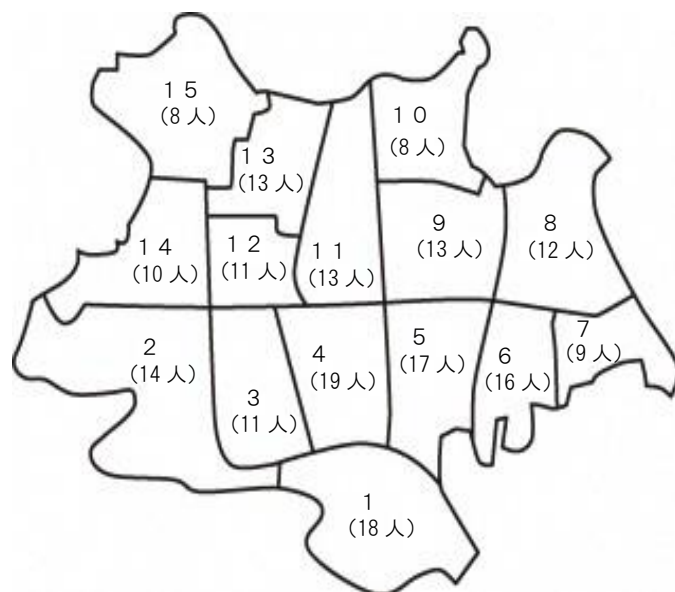 １５
（8 人）
１０
（8 人）
１３
（13 人）
９
（13 人）
８
（12 人）
１４
（10 人）
１２
（11 人）
１１
（13 人）
２
（14 人）
３
（11 人）
４
（19 人）
５
（17 人）
６
（16 人）
７
（9 人）
１
（18 人）